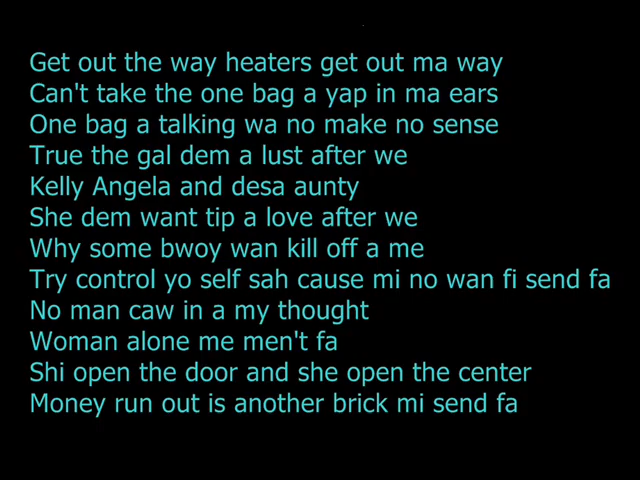 Get out the way heaters get out ma way
Can't take the one bag a yap in ma ears
One bag a talking wa no make no sense
True the gal dem a lust after we
Kelly Angela and desa aunty
She dem want tip a love after we
Why some bwoy wan kill off a me
Try control yo self sah cause mi no wan fi send fa
No man caw in a my thought
Woman alone me men't fa
Shi open the door and she open the center
Money run out is another brick mi send fa